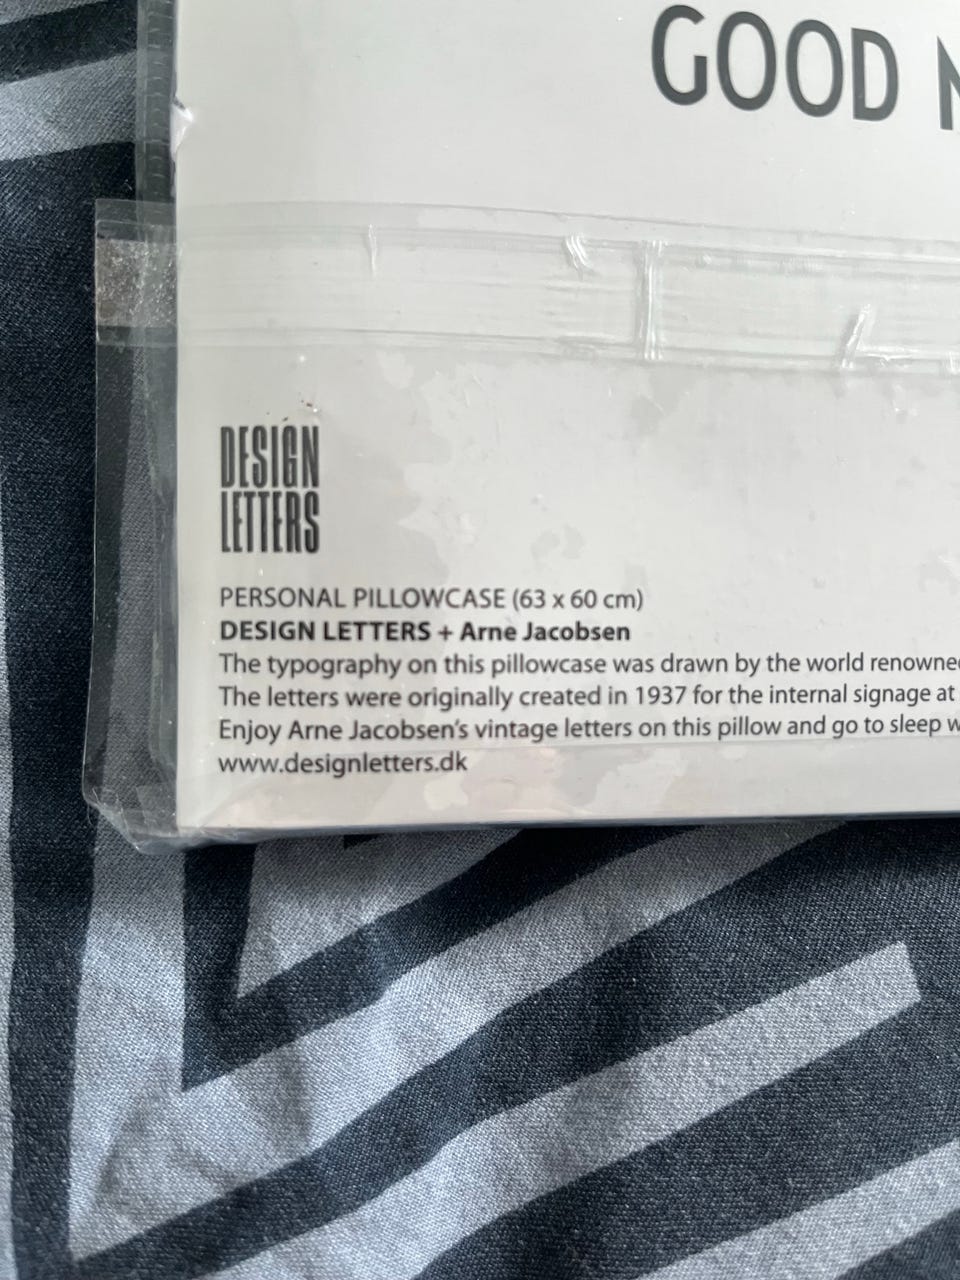 GOOD
DESIGN
LETTERS
PERSONAL PILLOWCASE (63 x 60 cm)
DESIGN LETTERS + Arne Jacobsen
The typography on this pillowcase was drawn by the world
The letters were originally created in 1937 for the internal signage at
Enjoy Arne Jacobsen's vintage letters on this pillow and go to sleep
www.designletters.dk